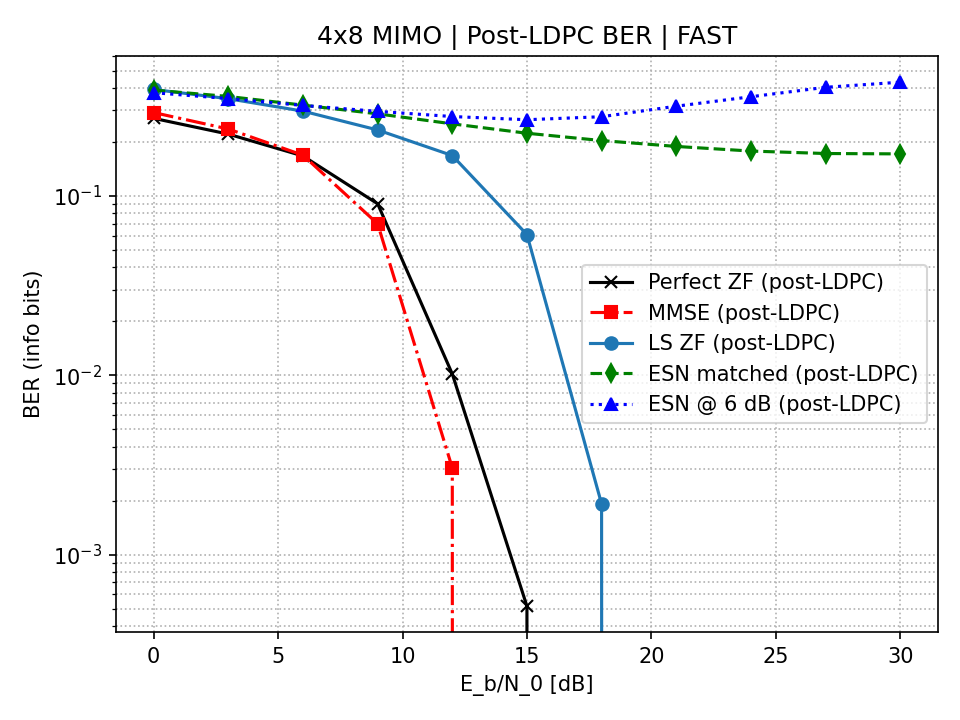 4x8 MIMO | Post-LDPC BER | FAST
BER (info bits)
10⁻¹
10⁻²
10⁻³
Perfect ZF (post-LDPC)
MMSE (post-LDPC)
LS ZF (post-LDPC)
ESN matched (post-LDPC)
ESN @ 6 dB (post-LDPC)
0 5 10 15 20 25 30
E_b/N_0 [dB]